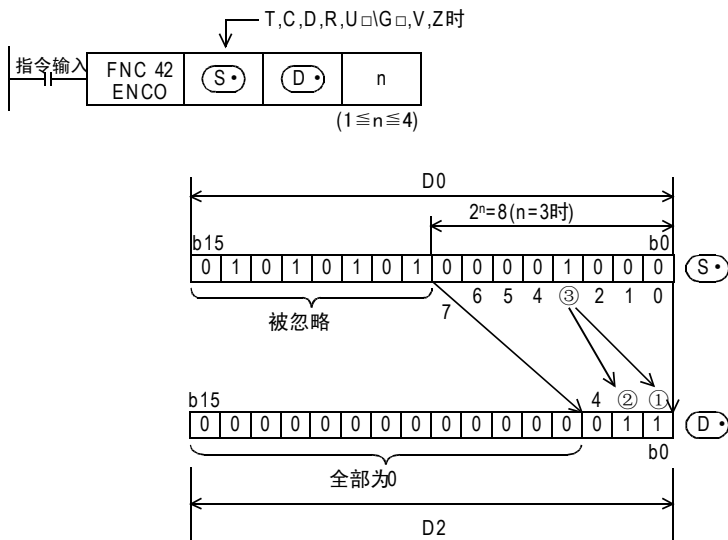 T,C,D,R,U□\G□,V,Z时
指令输入
FNC 42
ENCO
S•
D•
n
(1≦n≦4)
D0
2ⁿ=8(n=3时)
b15
b0
0 1 0 1 0 1 0 1 0 0 0 0 1 0 0 0
S•
7 6 5 4 ③ 2 1 0
被忽略
b15
4 ② ①
0 0 0 0 0 0 0 0 0 0 0 0 0 0 1 1
D•
b0
全部为0
D2